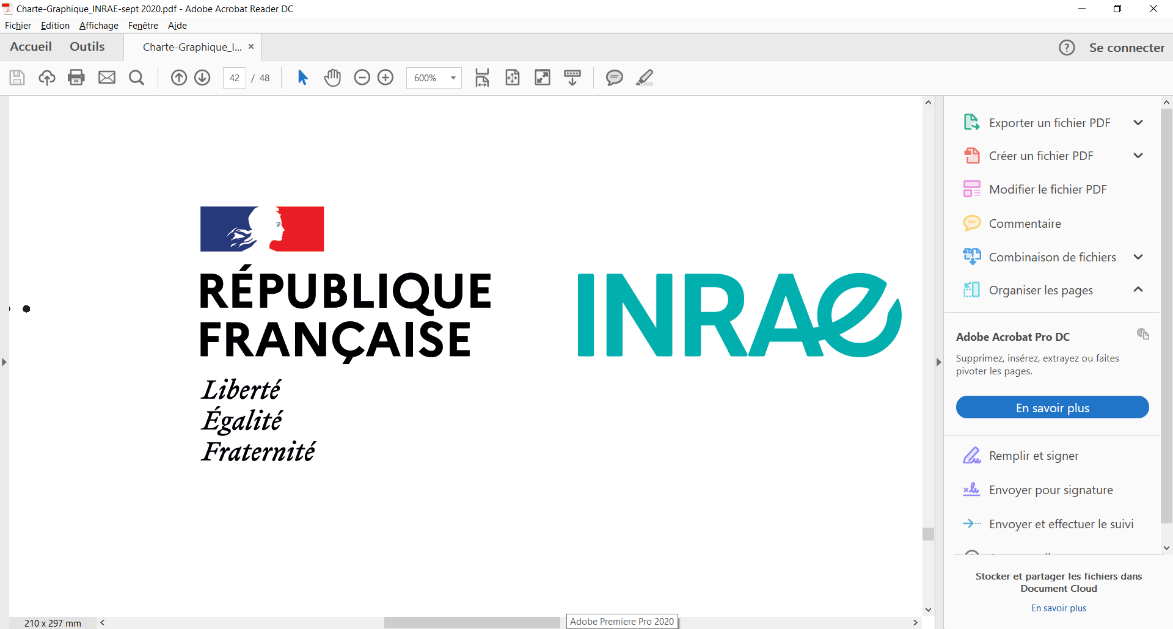 Charte-Graphique_INRAE-sept 2020.pdf - Adobe Acrobat Reader DC
Fichier Edition Affichage Fenêtre Aide
Accueil Outils Charte-Graphique_I... × ? Se connecter
42 / 48 600%
RÉPUBLIQUE
FRANÇAISE
Liberté
Égalité
Fraternité
INRAE
Exporter un fichier PDF
Créer un fichier PDF
Modifier le fichier PDF
Commentaire
Combinaison de fichiers
Organiser les pages
Adobe Acrobat Pro DC
Supprimez, insérez, extrayez ou faites
pivoter les pages.
En savoir plus
Remplir et signer
Envoyer pour signature
Envoyer et effectuer le suivi
Stocker et partager les fichiers dans
Document Cloud
En savoir plus
210 x 297 mm
Adobe Premiere Pro 2020